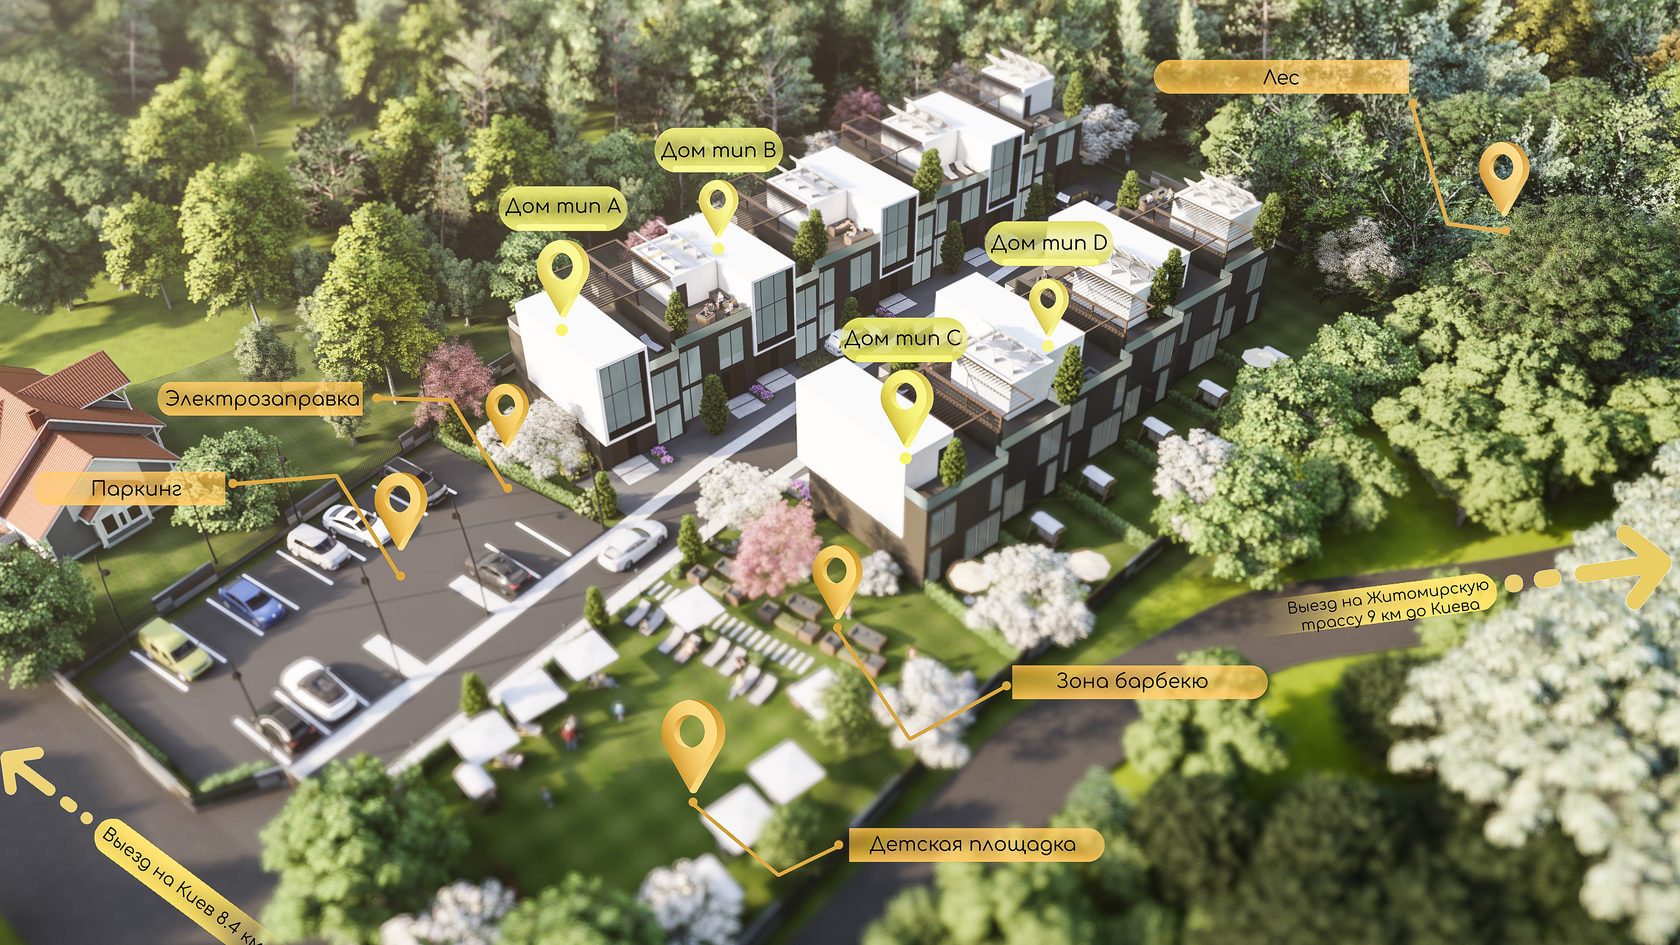 Лес
Дом тип B
Дом тип A
Дом тип D
Дом тип C
Электрозаправка
Паркинг
Выезд на Житомирскую
трассу 9 км до Киева
Зона барбекю
Детская площадка
Выезд на Киев 8.4 км